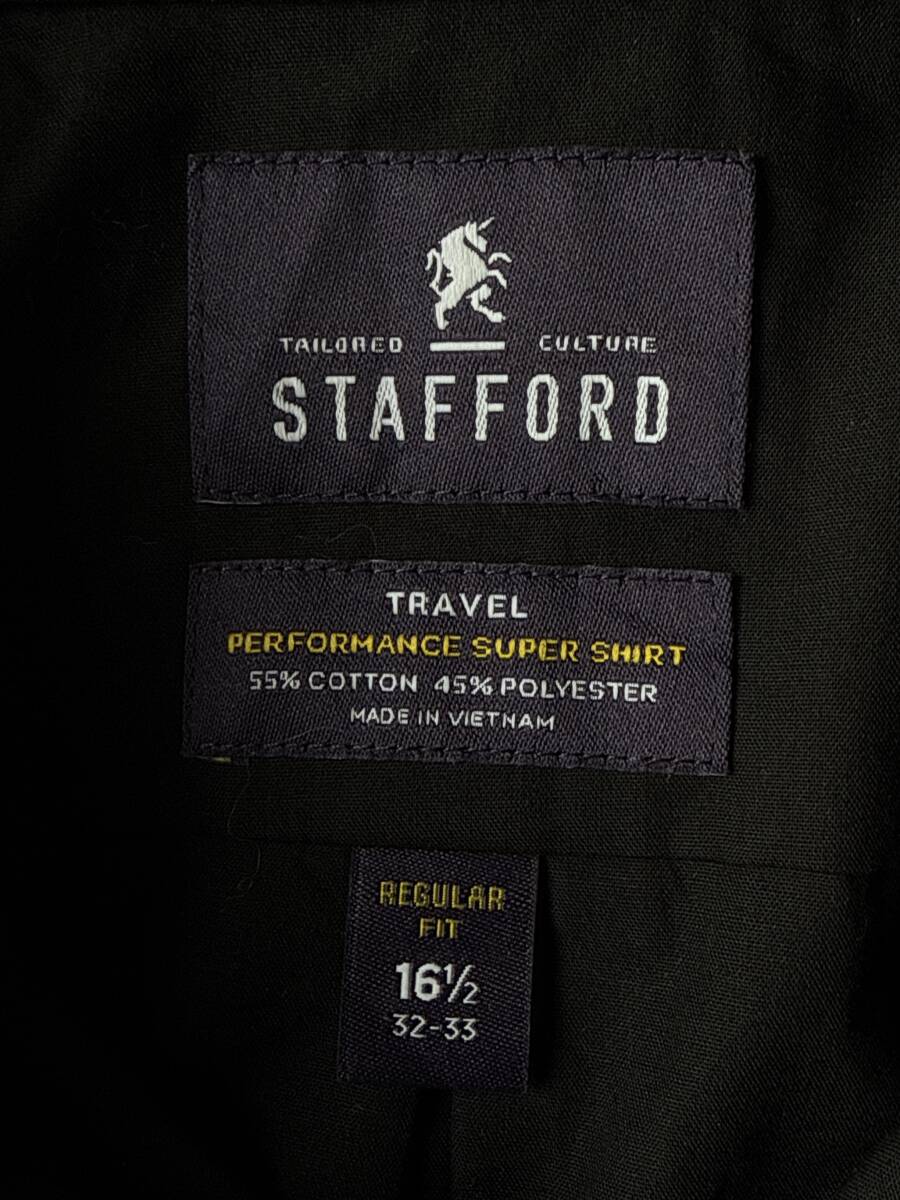 TAILORED CULTURE
STAFFORD
TRAVEL
PERFORMANCE SUPER SHIRT
55% COTTON 45% POLYESTER
MADE IN VIETNAM
REGULAR
FIT
16½
32-33